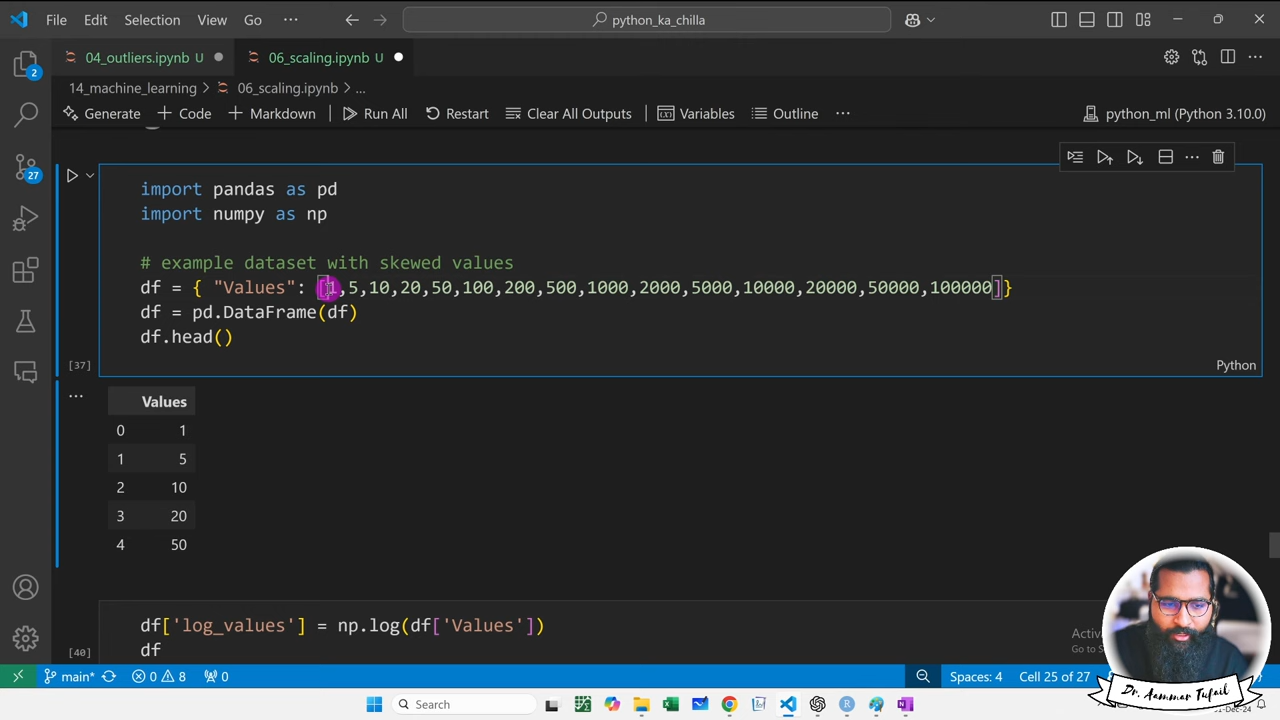 File Edit Selection View Go ··· python_ka_chilla
04_outliers.ipynb U 06_scaling.ipynb U
14_machine_learning > 06_scaling.ipynb > ...
Generate + Code + Markdown Run All Restart Clear All Outputs Variables Outline ··· python_ml (Python 3.10.0)
import pandas as pd
import numpy as np
# example dataset with skewed values
df = { "Values": [1,5,10,20,50,100,200,500,1000,2000,5000,10000,20000,50000,100000]}
df = pd.DataFrame(df)
df.head()
[37] Python
Values
0 1
1 5
2 10
3 20
4 50
df['log_values'] = np.log(df['Values'])
df
[40]
2
27
main* 0 8 0 Spaces: 4 Cell 25 of 27
Dr. Aammar Tufail
Search